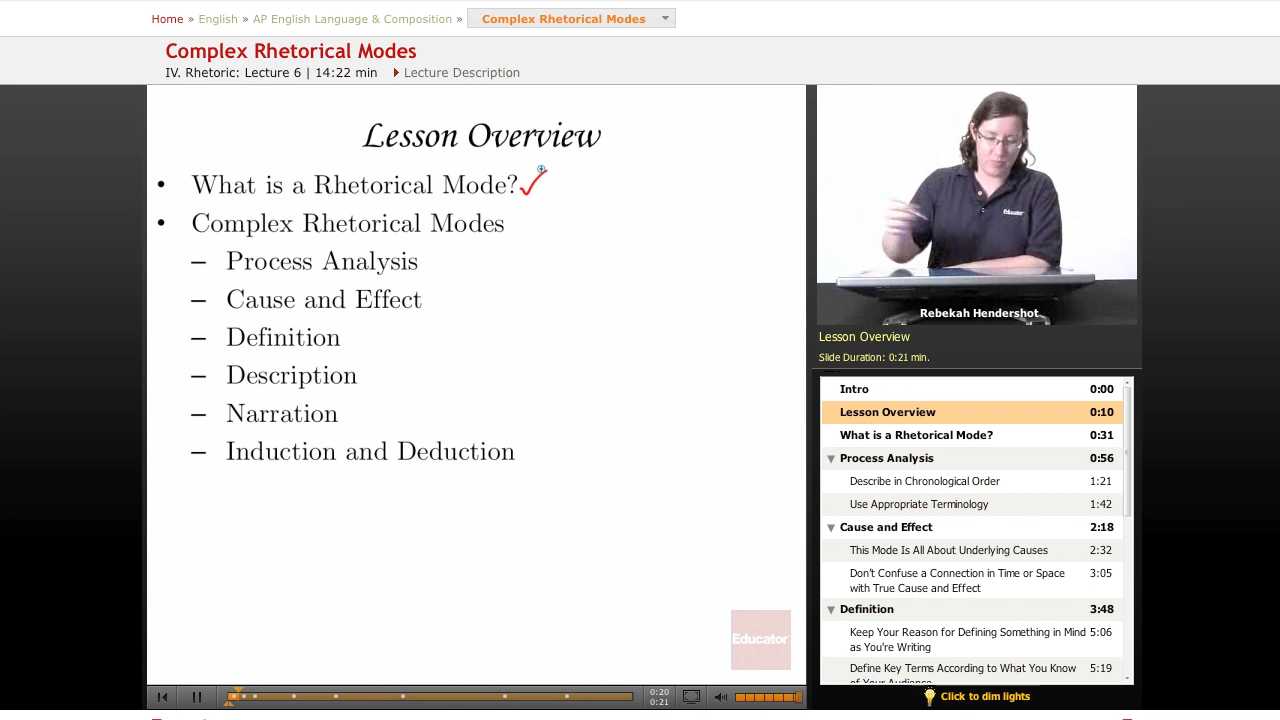 Home » English » AP English Language & Composition » Complex Rhetorical Modes
Complex Rhetorical Modes
IV. Rhetoric: Lecture 6 | 14:22 min Lecture Description
Lesson Overview
• What is a Rhetorical Mode?
• Complex Rhetorical Modes
– Process Analysis
– Cause and Effect
– Definition
– Description
– Narration
– Induction and Deduction
Educator
0:20
0:21
Educator
Rebekah Hendershot
Lesson Overview
Slide Duration: 0:21 min.
Intro 0:00
Lesson Overview 0:10
What is a Rhetorical Mode? 0:31
Process Analysis 0:56
Describe in Chronological Order 1:21
Use Appropriate Terminology 1:42
Cause and Effect 2:18
This Mode Is All About Underlying Causes 2:32
Don't Confuse a Connection in Time or Space 3:05
with True Cause and Effect
Definition 3:48
Keep Your Reason for Defining Something in Mind 5:06
as You're Writing
Define Key Terms According to What You Know 5:19
of Your Audience
Click to dim lights